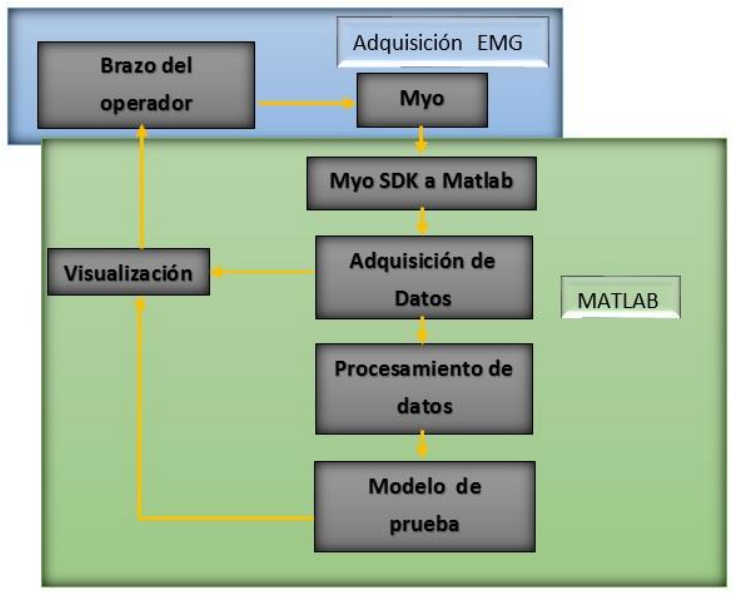 Adquisición EMG
Brazo del
operador
Myo
Myo SDK a Matlab
Adquisición de
Datos
Visualización
MATLAB
Procesamiento de
datos
Modelo de
prueba